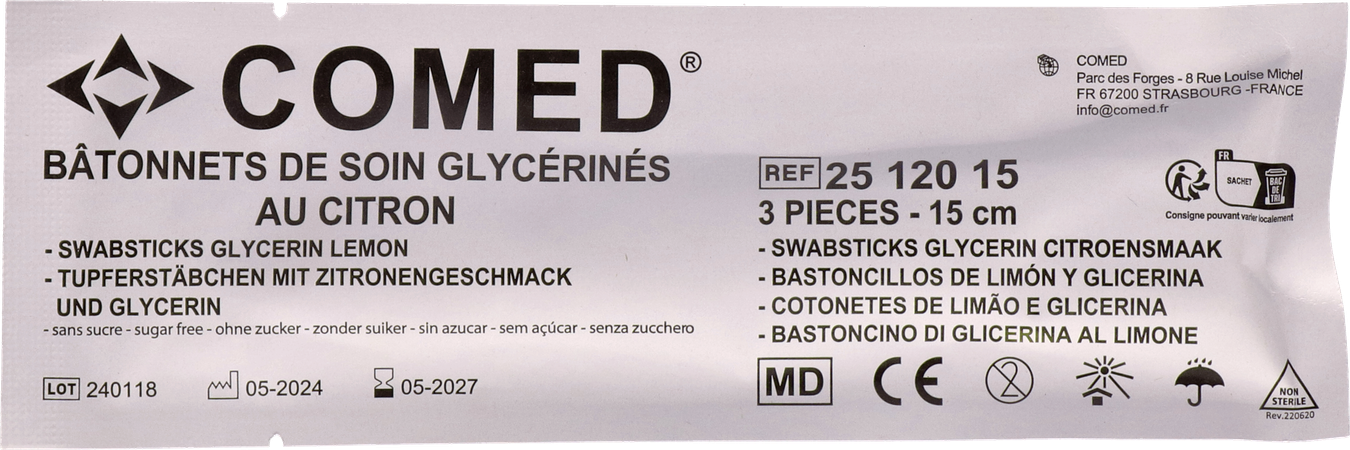 COMED®
BÂTONNETS DE SOIN GLYCÉRINÉS
AU CITRON
- SWABSTICKS GLYCERIN LEMON
- TUPFERSTÄBCHEN MIT ZITRONENGESCHMACK
UND GLYCERIN
- sans sucre - sugar free - ohne zucker - zonder suiker - sin azucar - sem açúcar - senza zucchero
LOT 240118
05-2024
05-2027
COMED
Parc des Forges - 8 Rue Louise Michel
FR 67200 STRASBOURG -FRANCE
info@comed.fr
REF 25 120 15
3 PIECES - 15 cm
FR
SACHET
BAC
DE
TRI
Consigne pouvant varier localement
- SWABSTICKS GLYCERIN CITROENSMAAK
- BASTONCILLOS DE LIMÓN Y GLICERINA
- COTONETES DE LIMÃO E GLICERINA
- BASTONCINO DI GLICERINA AL LIMONE
MD
CE
2
NON
STERILE
Rev.220620